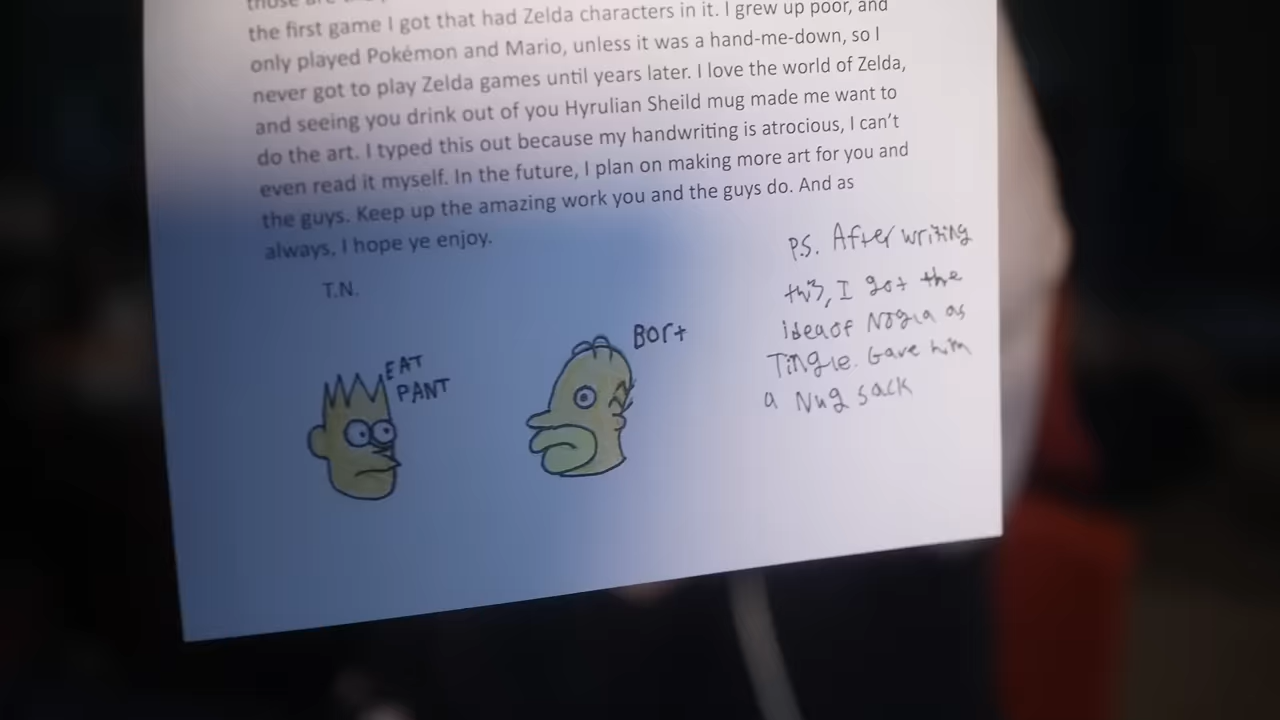 the first game I got that had Zelda characters in it. I grew up poor, and
only played Pokémon and Mario, unless it was a hand-me-down, so I
never got to play Zelda games until years later. I love the world of Zelda,
and seeing you drink out of you Hyrulian Sheild mug made me want to
do the art. I typed this out because my handwriting is atrocious, I can't
even read it myself. In the future, I plan on making more art for you and
the guys. Keep up the amazing work you and the guys do. And as
always, I hope ye enjoy.
T.N.
EAT
PANT
Bort
P.S. After writing
this, I got the
idea of Nogla as
Tingle. Gave him
a Nug sack